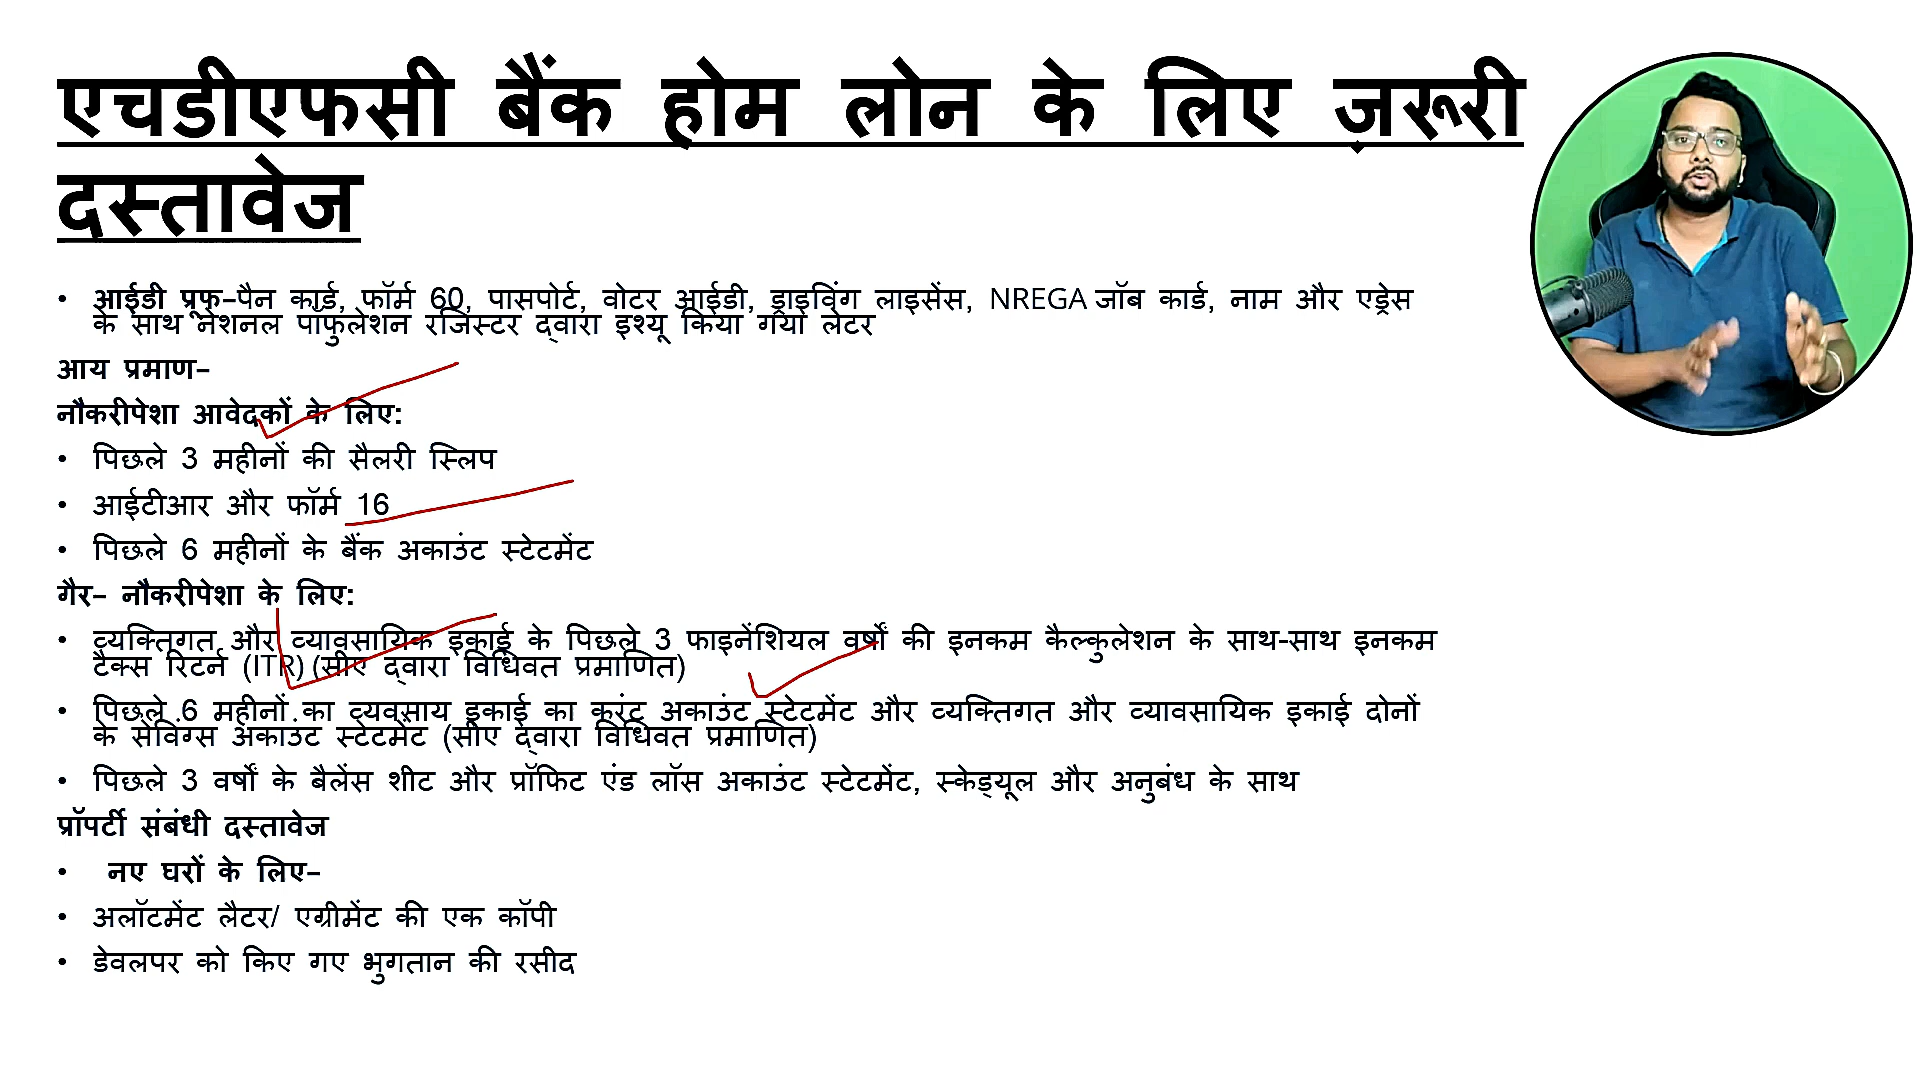 एचडीएफसी बैंक होम लोन के लिए ज़रूरी
दस्तावेज
• आईडी प्रूफ–पैन कार्ड, फॉर्म 60, पासपोर्ट, वोटर आईडी, ड्राइविंग लाइसेंस, NREGA जॉब कार्ड, नाम और एड्रेस
के साथ नेशनल पॉफुलेशन रजिस्टर द्वारा इश्यू किया गया लेटर
आय प्रमाण–
नौकरीपेशा आवेदकों के लिए:
• पिछले 3 महीनों की सैलरी स्लिप
• आईटीआर और फॉर्म 16
• पिछले 6 महीनों के बैंक अकाउंट स्टेटमेंट
गैर– नौकरीपेशा के लिए:
• व्यक्तिगत और व्यावसायिक इकाई के पिछले 3 फाइनेंशियल वर्षों की इनकम कैल्कुलेशन के साथ-साथ इनकम
टैक्स रिटर्न (ITR) (सीए द्वारा विधिवत प्रमाणित)
• पिछले 6 महीनों का व्यवसाय इकाई का करंट अकाउंट स्टेटमेंट और व्यक्तिगत और व्यावसायिक इकाई दोनों
के सेविंग्स अकाउंट स्टेटमेंट (सीए द्वारा विधिवत प्रमाणित)
• पिछले 3 वर्षों के बैलेंस शीट और प्रॉफिट एंड लॉस अकाउंट स्टेटमेंट, स्केड्यूल और अनुबंध के साथ
प्रॉपर्टी संबंधी दस्तावेज
• नए घरों के लिए–
• अलॉटमेंट लैटर/ एग्रीमेंट की एक कॉपी
• डेवलपर को किए गए भुगतान की रसीद